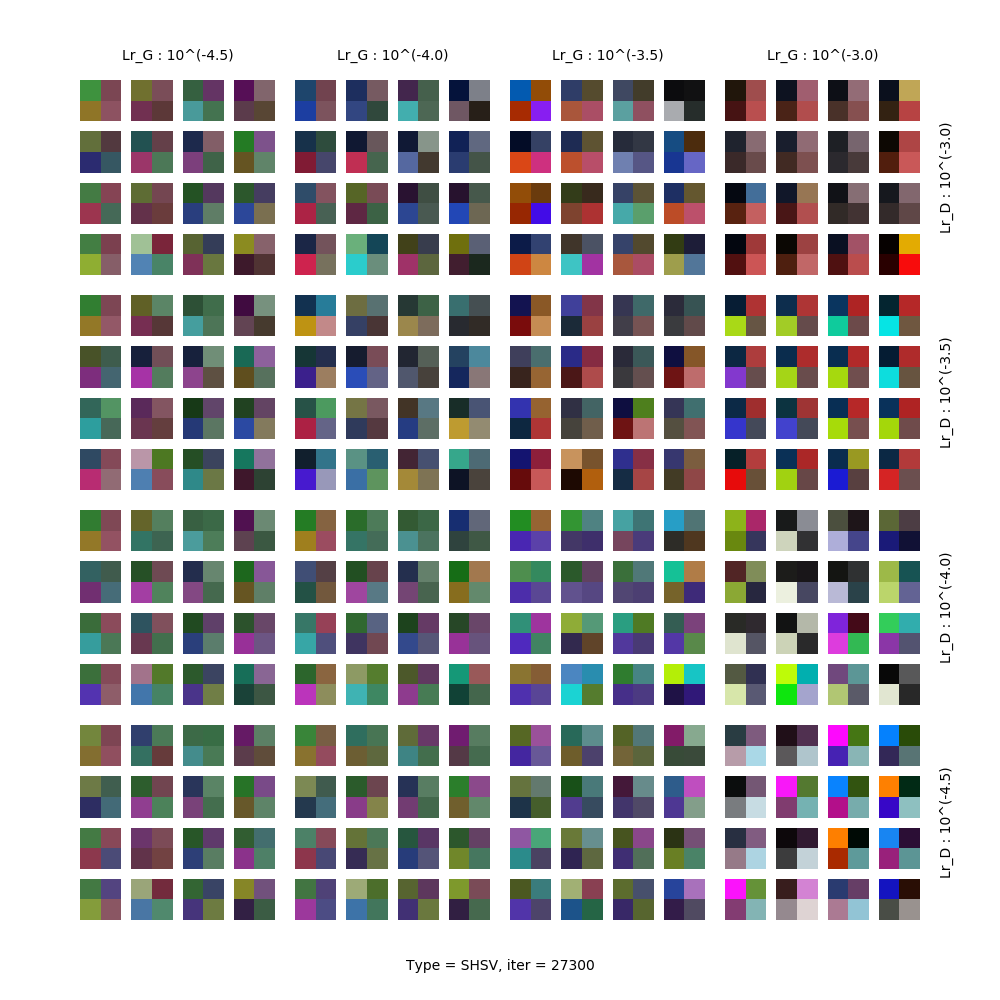 Lr_G : 10^(-4.5)
Lr_G : 10^(-4.0)
Lr_G : 10^(-3.5)
Lr_G : 10^(-3.0)
Lr_D : 10^(-3.0)
Lr_D : 10^(-3.5)
Lr_D : 10^(-4.0)
Lr_D : 10^(-4.5)
Type = SHSV, iter = 27300